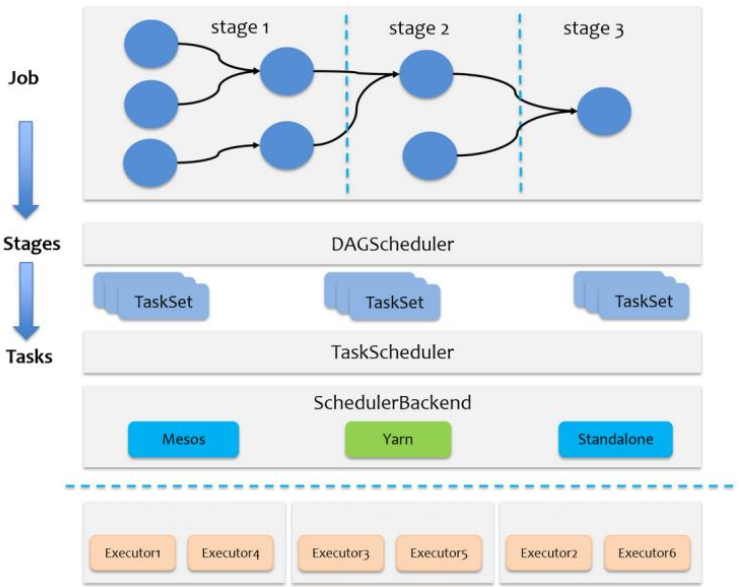 stage 1
stage 2
stage 3
Job
Stages
DAGScheduler
TaskSet
TaskSet
TaskSet
Tasks
TaskScheduler
SchedulerBackend
Mesos
Yarn
Standalone
Executor1
Executor4
Executor3
Executor5
Executor2
Executor6